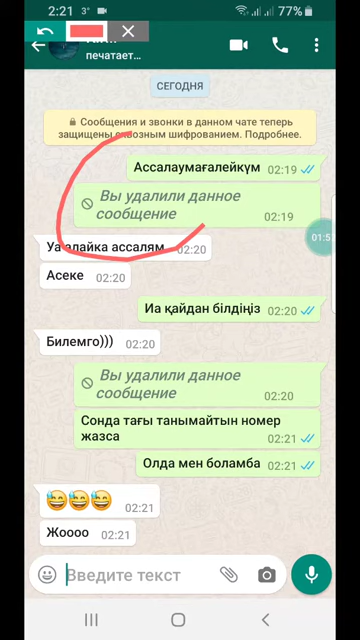 2:21 3° 77%
печатает...
СЕГОДНЯ
Сообщения и звонки в данном чате теперь
защищены сквозным шифрованием. Подробнее.
Ассалаумағалейкүм 02:19
Вы удалили данное
сообщение 02:19
1:5
Уа алайка ассалям 02:20
Асеке 02:20
Иа қайдан білдіңіз 02:20
Билемго))) 02:20
Вы удалили данное
сообщение 02:20
Сонда тағы танымайтын номер
жазса 02:21
Олда мен боламба 02:21
😅😅😅 02:21
Жоооо 02:21
Введите текст